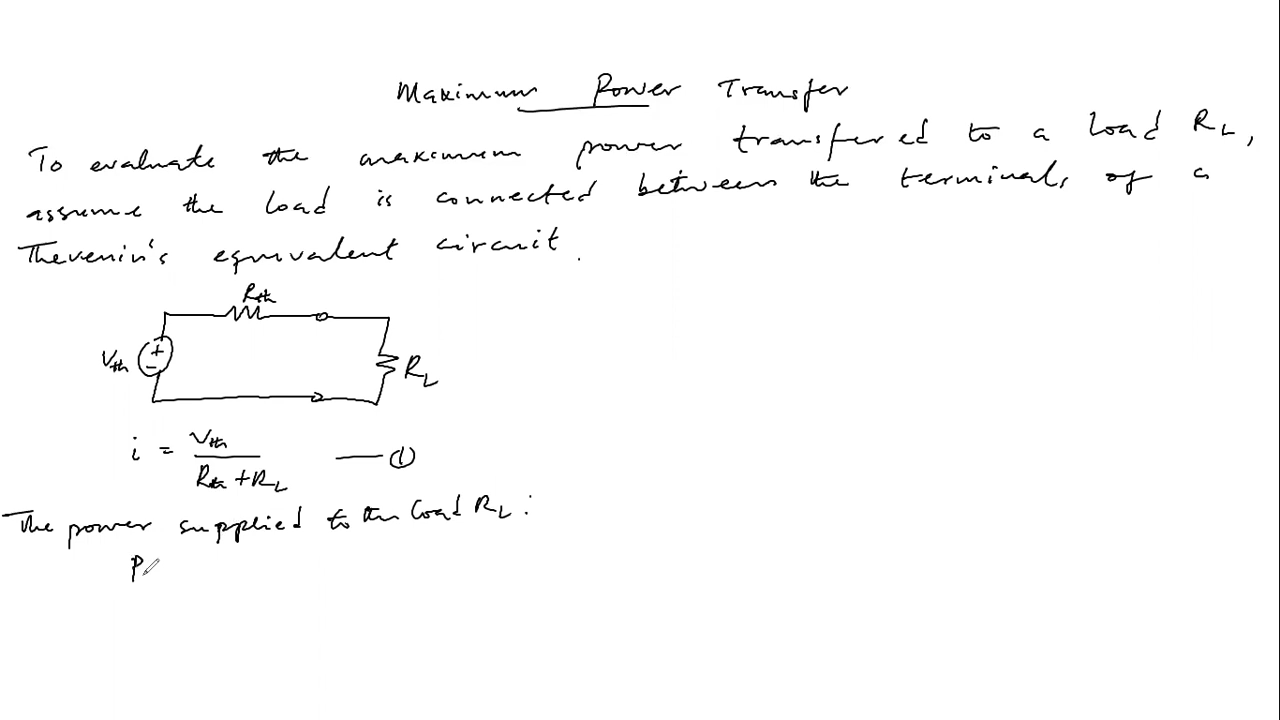 Maximum Power Transfer
To evaluate the maximum power transfered to a load RL,
assume the load is connected between the terminals of a
Thevenin's equivalent circuit.
Rth
Vth
+
-
RL
i = Vth / (Rth + RL) —— ①
The power supplied to the load RL :
P